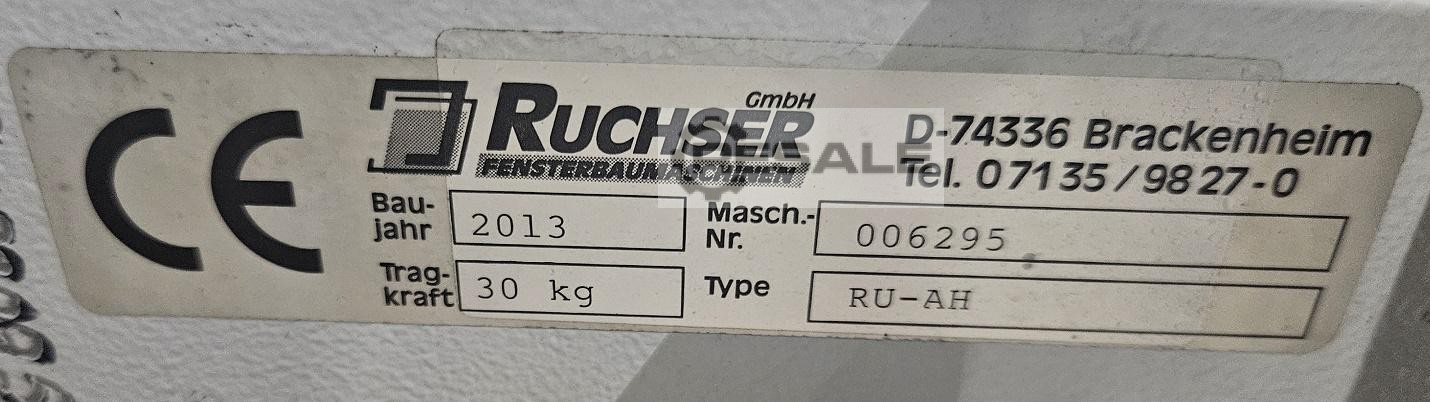 CE
RUCHSER GmbH
FENSTERBAUMASCHINEN
D-74336 Brackenheim
Tel. 07135/9827-0
Bau-
jahr 2013
Masch.-
Nr. 006295
Trag-
kraft 30 kg
Type RU-AH